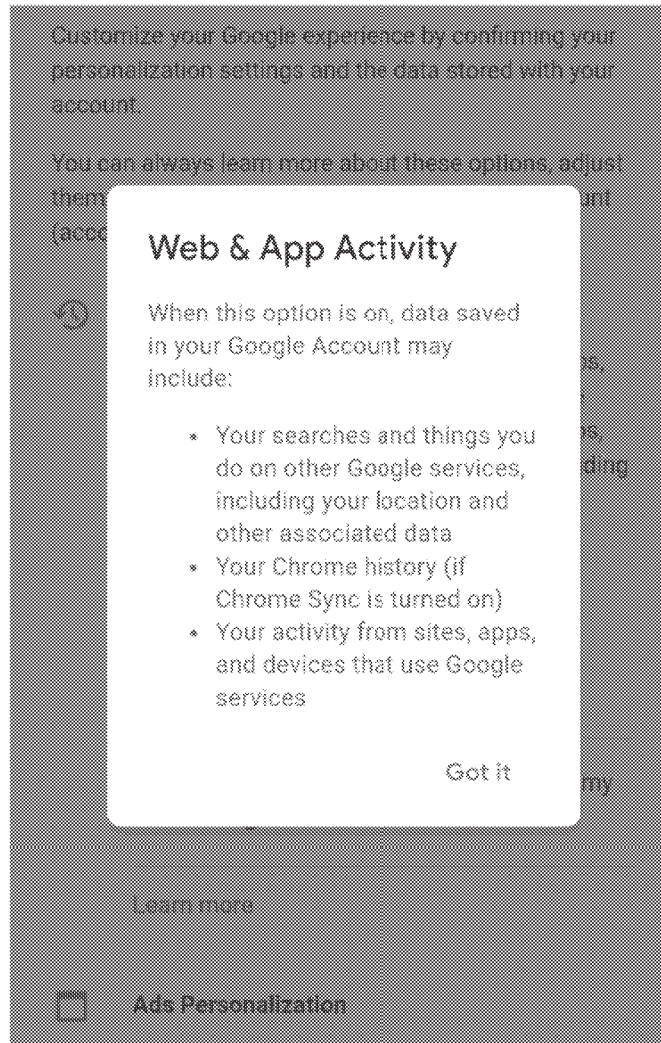 Customize your Google experience by confirming your
personalization settings and the data stored with your
account.
You can always learn more about these options, adjust
them
(acco
Web & App Activity
When this option is on, data saved
in your Google Account may
include:
• Your searches and things you
do on other Google services,
including your location and
other associated data
• Your Chrome history (if
Chrome Sync is turned on)
• Your activity from sites, apps,
and devices that use Google
services
Got it
my
Learn more
Ads Personalization